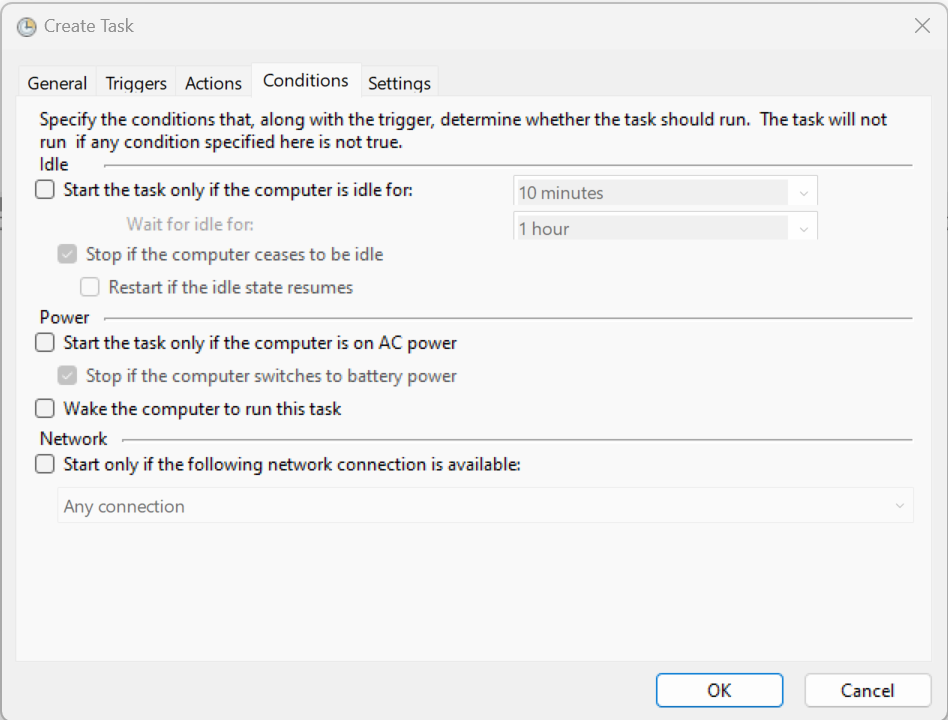 Create Task
General Triggers Actions Conditions Settings
Specify the conditions that, along with the trigger, determine whether the task should run.  The task will not
run  if any condition specified here is not true.
Idle
Start the task only if the computer is idle for: 10 minutes
Wait for idle for: 1 hour
Stop if the computer ceases to be idle
Restart if the idle state resumes
Power
Start the task only if the computer is on AC power
Stop if the computer switches to battery power
Wake the computer to run this task
Network
Start only if the following network connection is available:
Any connection
OK Cancel